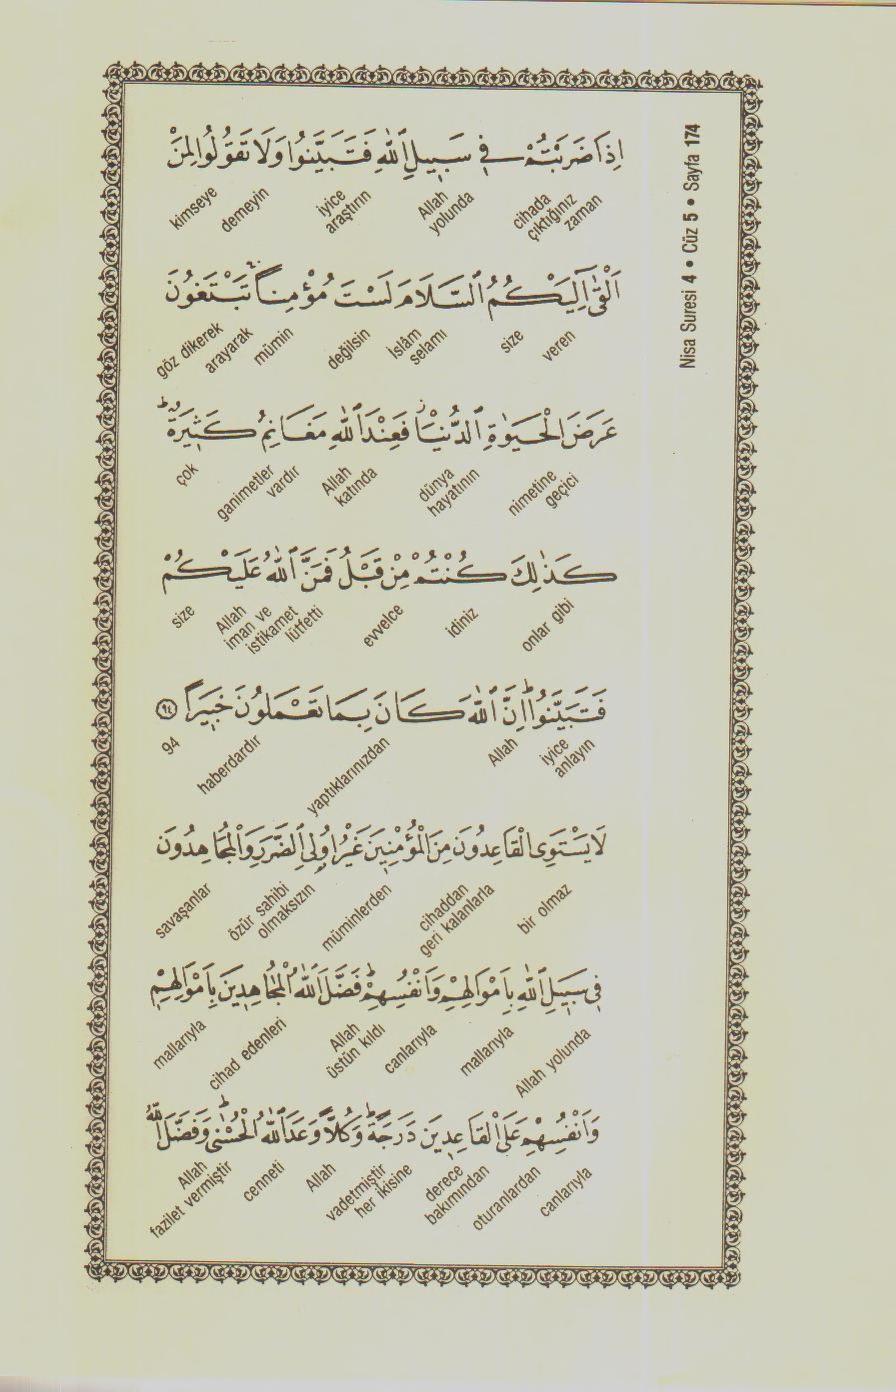 Nisa Suresi 4 • Cüz 5 • Sayfa 174
اِذَا ضَرَبْتُمْ فٖي سَبٖيلِ اللّٰهِ فَتَبَيَّنُوا وَلَا تَقُولُوا لِمَنْ
cihada çıktığınız zaman Allah yolunda iyice araştırın demeyin kimseye
اَلْقٰٓى اِلَيْكُمُ السَّلَامَ لَسْتَ مُؤْمِناًۚ تَبْتَغُونَ
veren size İslâm selamı değilsin mümin arayarak göz dikerek
عَرَضَ الْحَيٰوةِ الدُّنْيَاۘ فَعِنْدَ اللّٰهِ مَغَانِمُ كَثٖيرَةٌؕ
nimetine geçici dünya hayatının Allah katında ganimetler vardır çok
كَذٰلِكَ كُنْتُمْ مِنْ قَبْلُ فَمَنَّ اللّٰهُ عَلَيْكُمْ
onlar gibi idiniz evvelce Allah iman ve istikamet lütfetti size
فَتَبَيَّنُواؕ اِنَّ اللّٰهَ كَانَ بِمَا تَعْمَلُونَ خَبٖيراً ﴿٩٤﴾
iyice anlayın Allah yaptıklarınızdan haberdardır 94
لَا يَسْتَوِى الْقَاعِدُونَ مِنَ الْمُؤْمِنٖينَ غَيْرُ اُو۬لِى الضَّرَرِ وَالْمُجَاهِدُونَ
bir olmaz cihaddan geri kalanlarla müminlerden özür sahibi olmaksızın savaşanlar
فٖي سَبٖيلِ اللّٰهِ بِاَمْوَالِهِمْ وَاَنْفُسِهِمْؕ فَضَّلَ اللّٰهُ الْمُجَاهِدٖينَ بِاَمْوَالِهِمْ
Allah yolunda mallarıyla canlarıyla Allah üstün kıldı cihad edenleri mallarıyla
وَاَنْفُسِهِمْ عَلَى الْقَاعِدٖينَ دَرَجَةًؕ وَكُلًّا وَعَدَ اللّٰهُ الْحُسْنٰىؕ وَفَضَّلَ اللّٰهُ
canlarıyla oturanlardan derece bakımından vadetmiştir her ikisine Allah cenneti Allah fazilet vermiştir